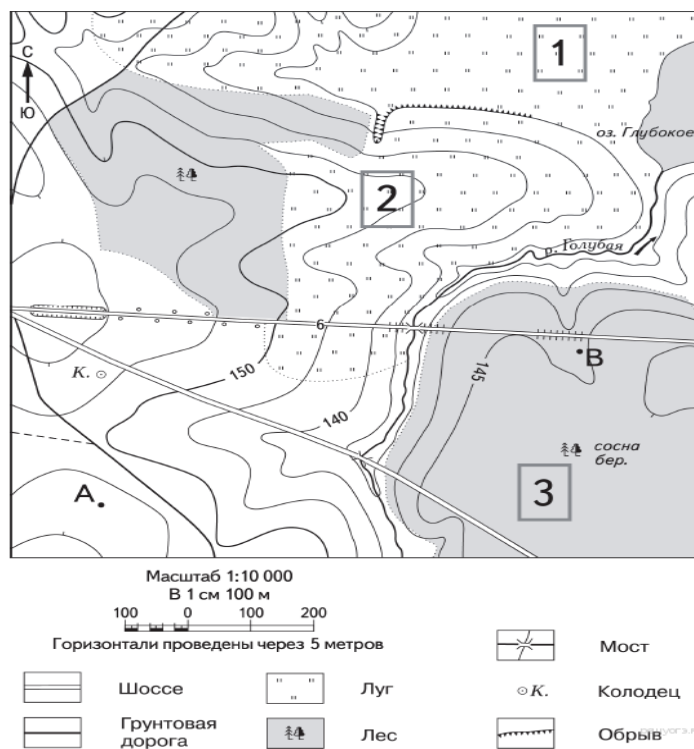 1
С
Ю
оз. Глубокое
2
р. Голубая
6
В
К.
150
145
140
сосна
бер.
А
3
Масштаб 1:10 000
В 1 см 100 м
100 0 100 200
Горизонтали проведены через 5 метров
Мост
Шоссе
Луг
К. Колодец
Грунтовая
дорога
Лес
Обрыв